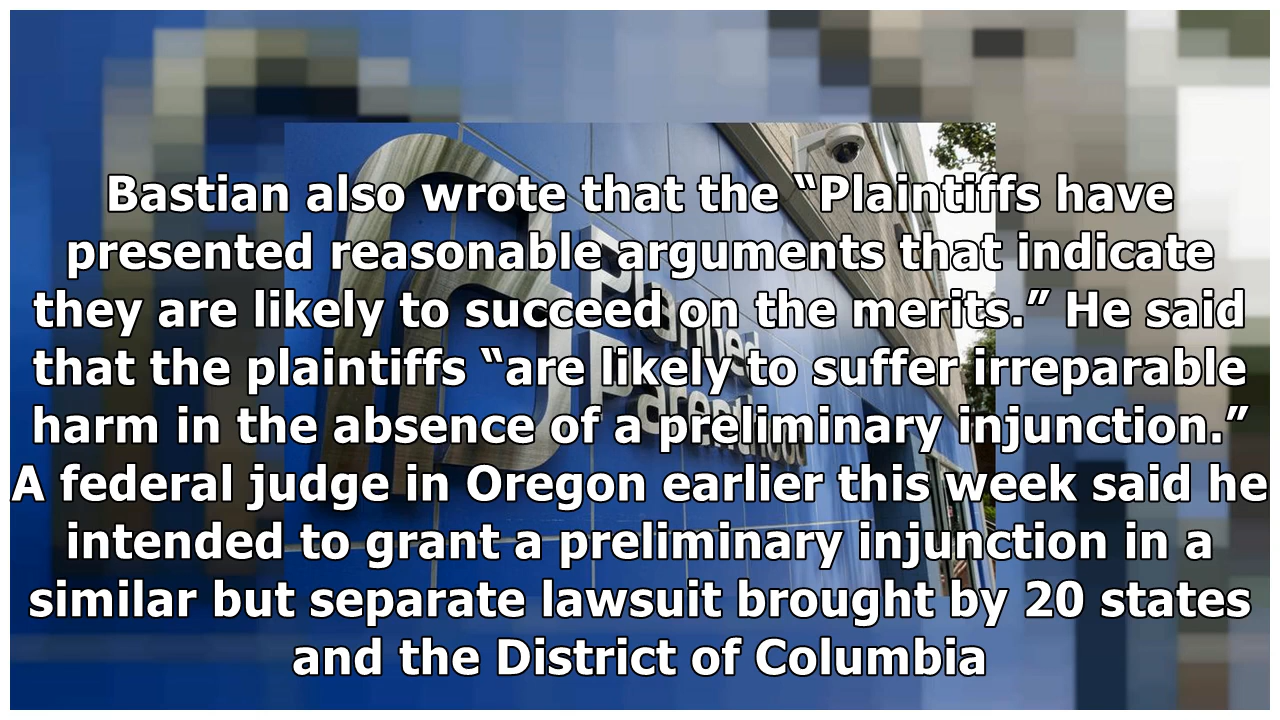 Bastian also wrote that the “Plaintiffs have
presented reasonable arguments that indicate
they are likely to succeed on the merits.” He said
that the plaintiffs “are likely to suffer irreparable
harm in the absence of a preliminary injunction.”
A federal judge in Oregon earlier this week said he
intended to grant a preliminary injunction in a
similar but separate lawsuit brought by 20 states
and the District of Columbia
Planned
Parenthood